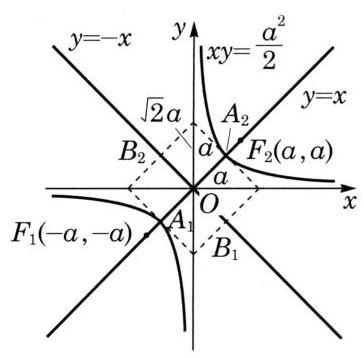 y=-x
y
xy=a²/2
y=x
√2a
A₂
B₂
a
F₂(a,a)
a
O
x
A₁
F₁(-a,-a)
B₁